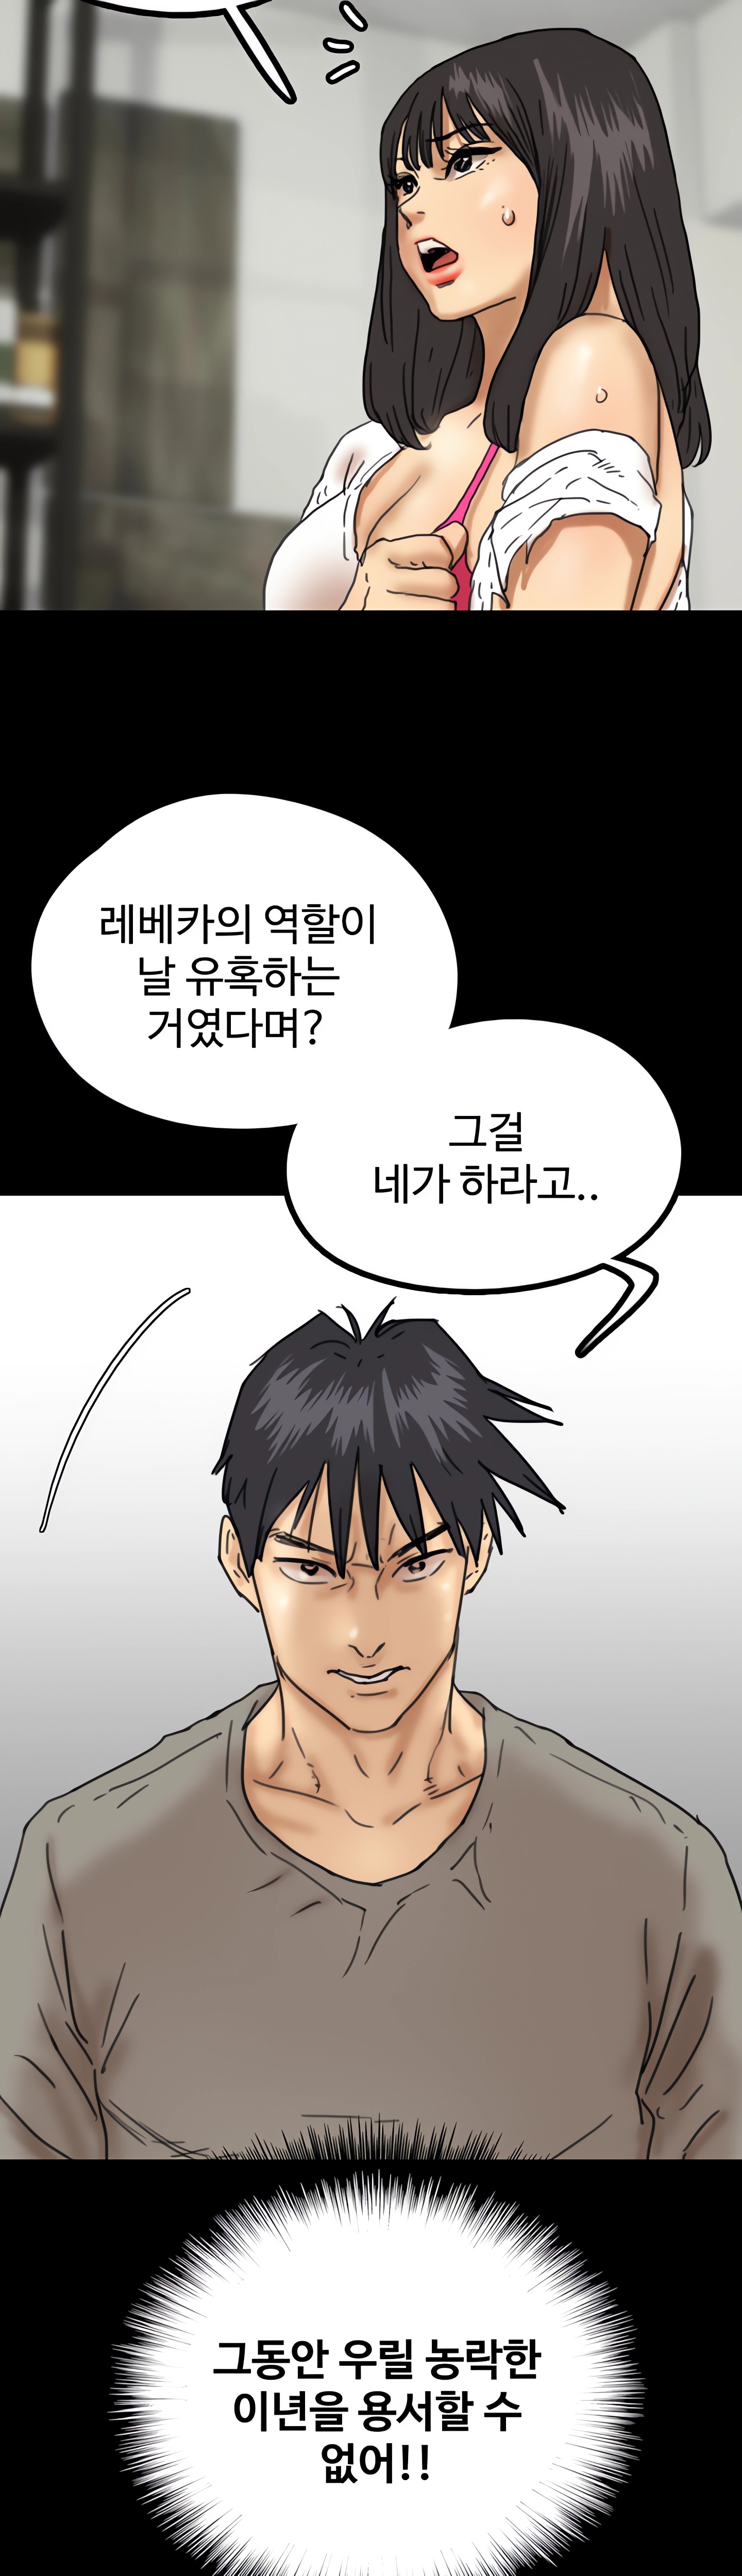 레베카의 역할이
날 유혹하는
거였다며?
그걸
네가 하라고..
그동안 우릴 농락한
이년을 용서할 수
없어!!